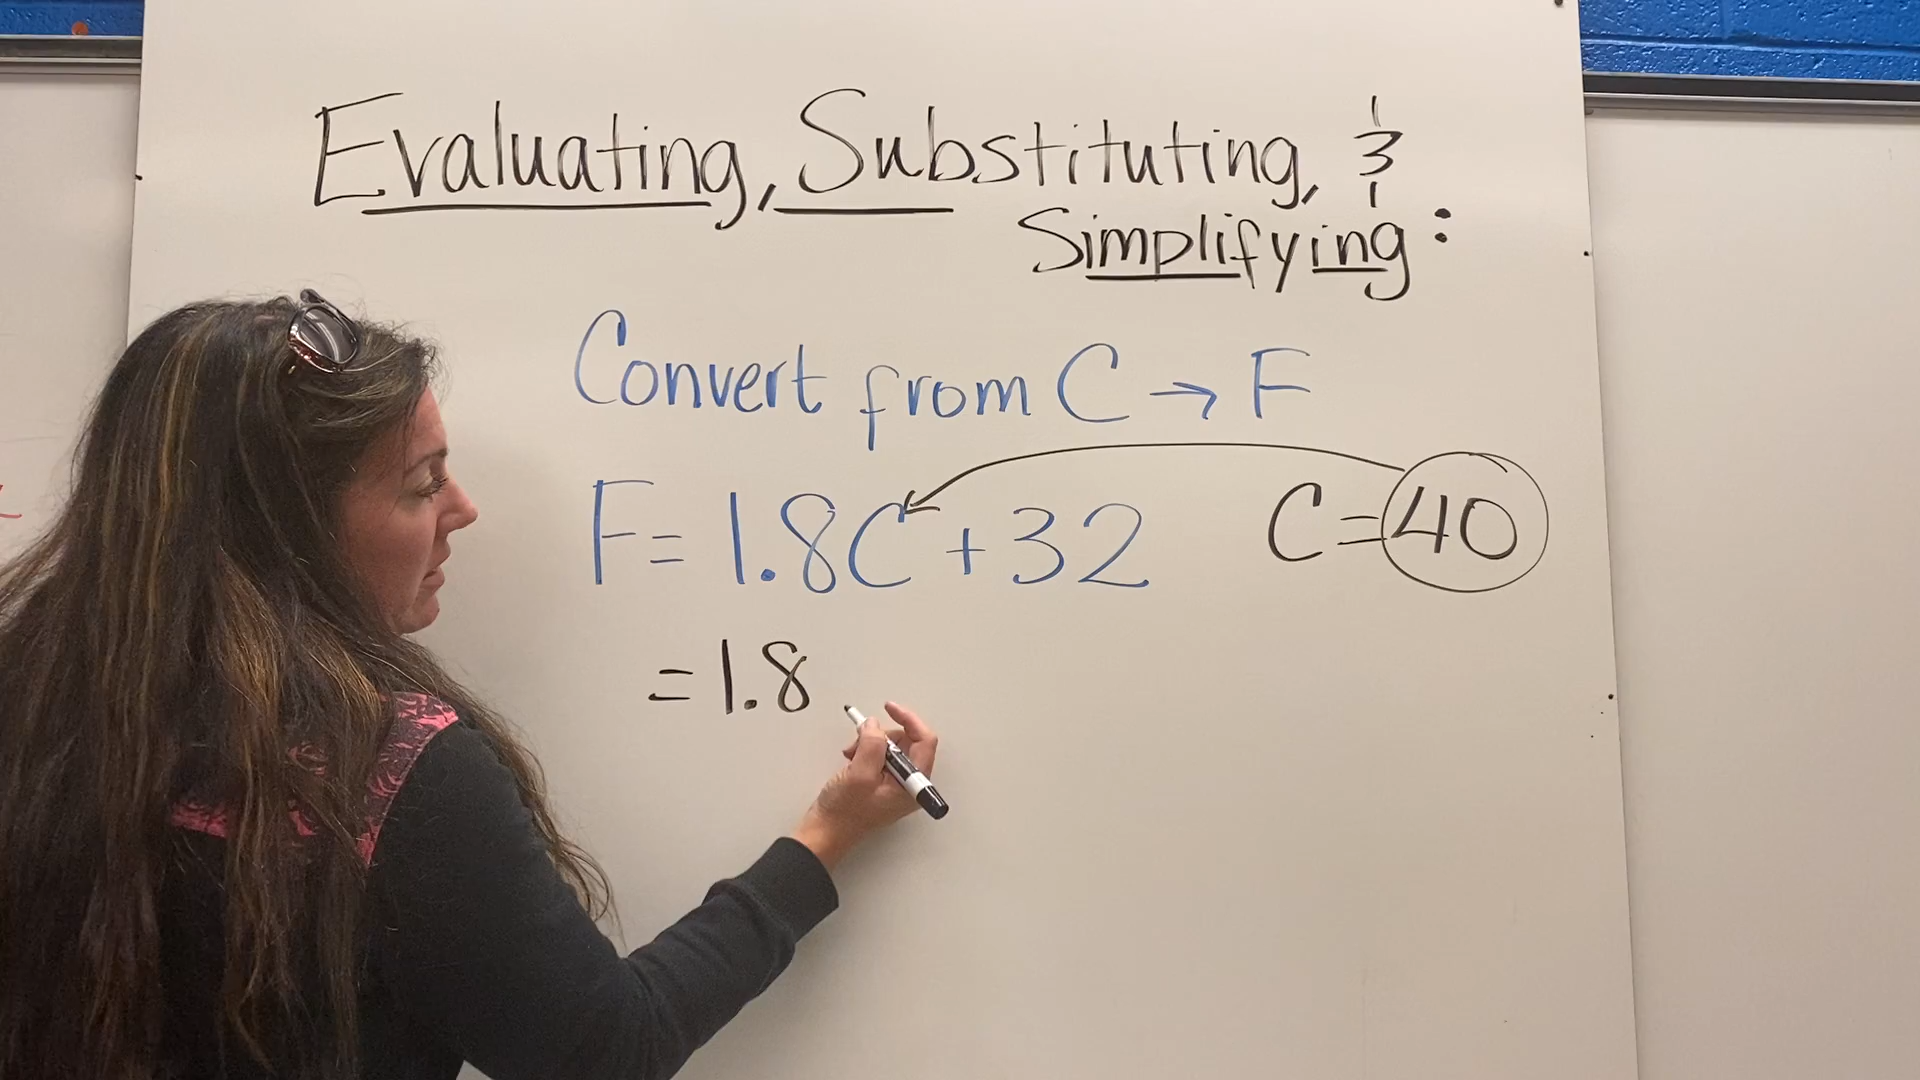 Evaluating, Substituting, &
Simplifying:
Convert from C → F
F = 1.8C + 32
C = 40
= 1.8